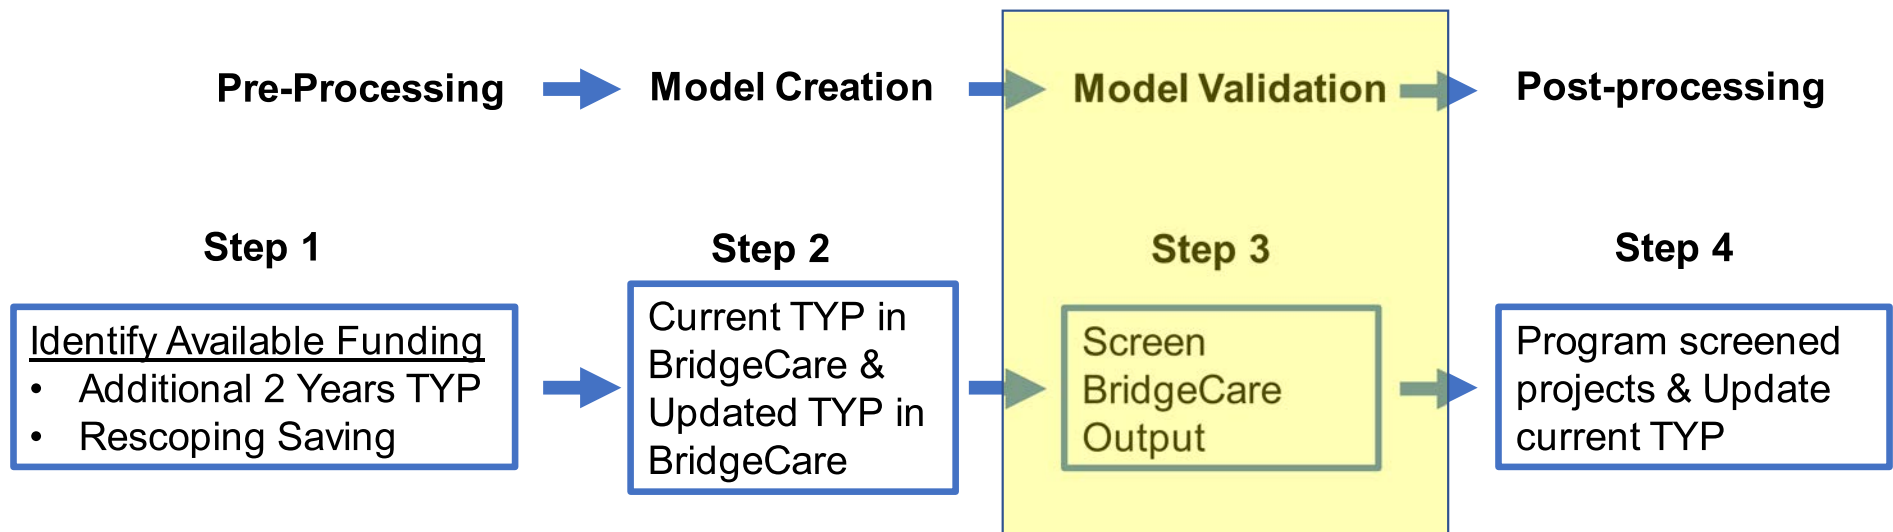 Pre-Processing
Model Creation
Model Validation
Post-processing
Step 1
Step 2
Step 3
Step 4
Identify Available Funding
• Additional 2 Years TYP
• Rescoping Saving
Current TYP in
BridgeCare &
Updated TYP in
BridgeCare
Screen
BridgeCare
Output
Program screened
projects & Update
current TYP